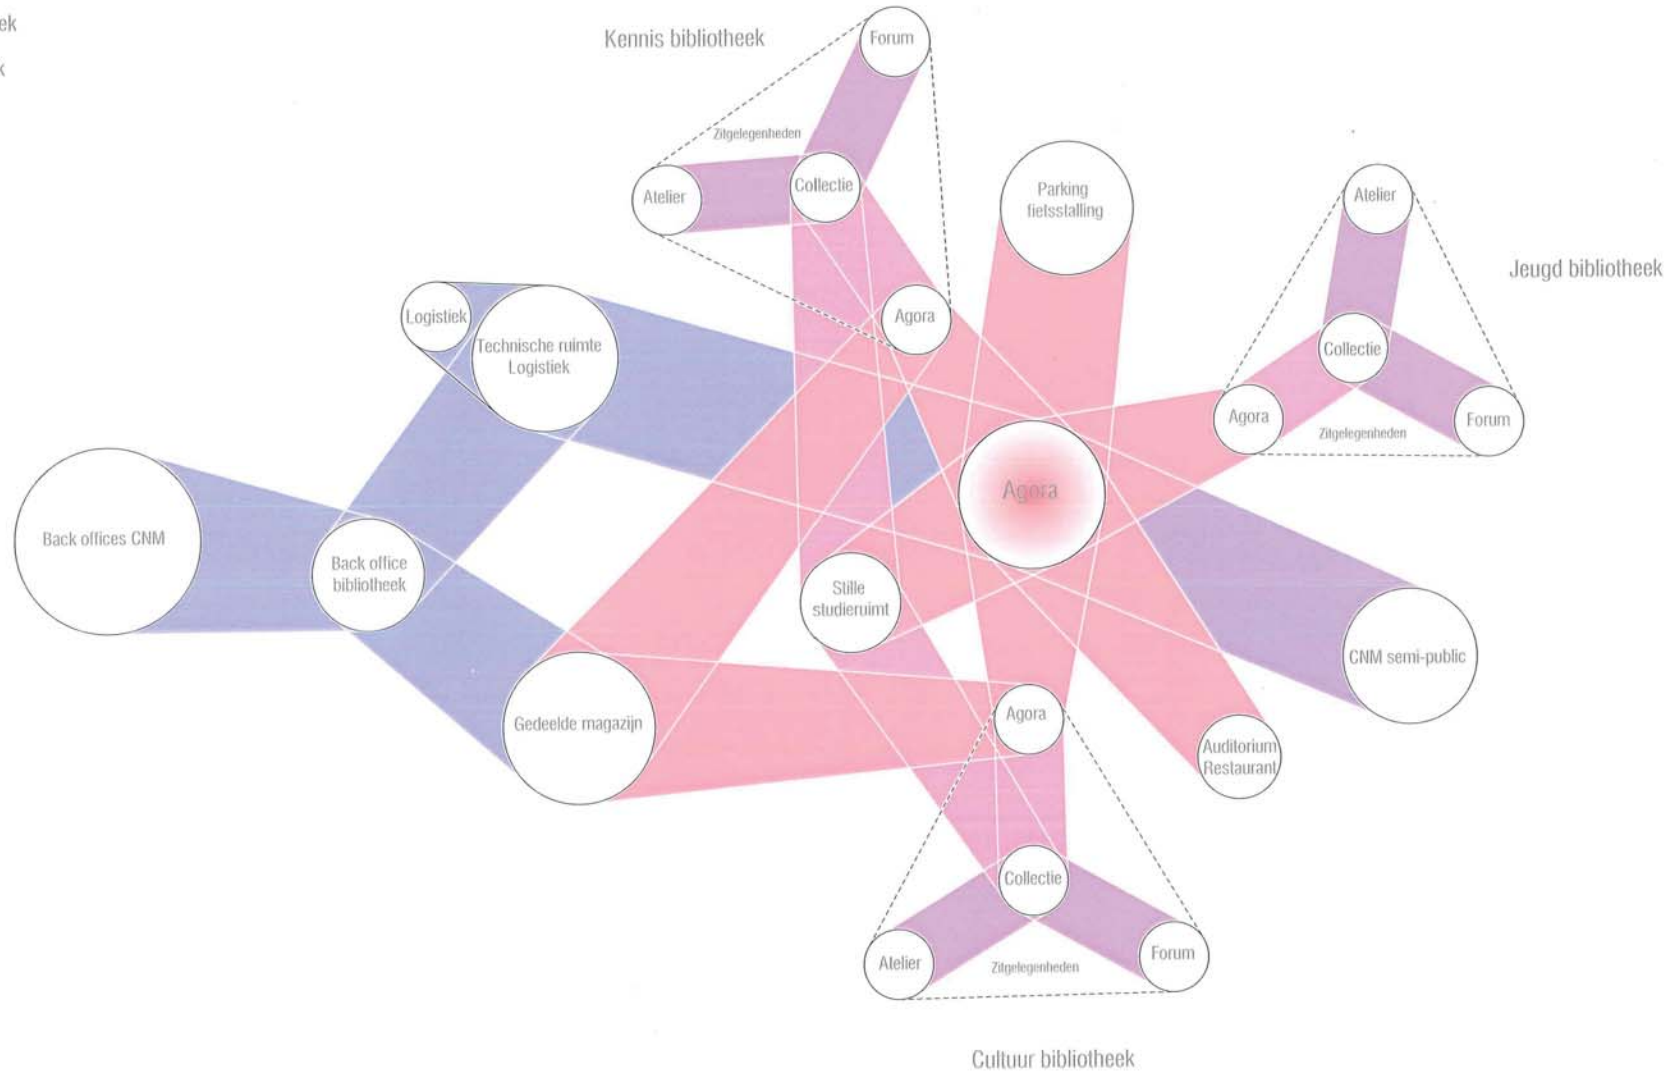 ek
k
Kennis bibliotheek
Forum
Zitgelegenheden
Collectie
Atelier
Parking
fietsstalling
Atelier
Jeugd bibliotheek
Logistiek
Agora
Technische ruimte
Logistiek
Collectie
Agora
Forum
Zitgelegenheden
Agora
Back offices CNM
Back office
bibliotheek
Stille
studieruimt
CNM semi-public
Gedeelde magazijn
Agora
Auditorium
Restaurant
Collectie
Atelier
Zitgelegenheden
Forum
Cultuur bibliotheek